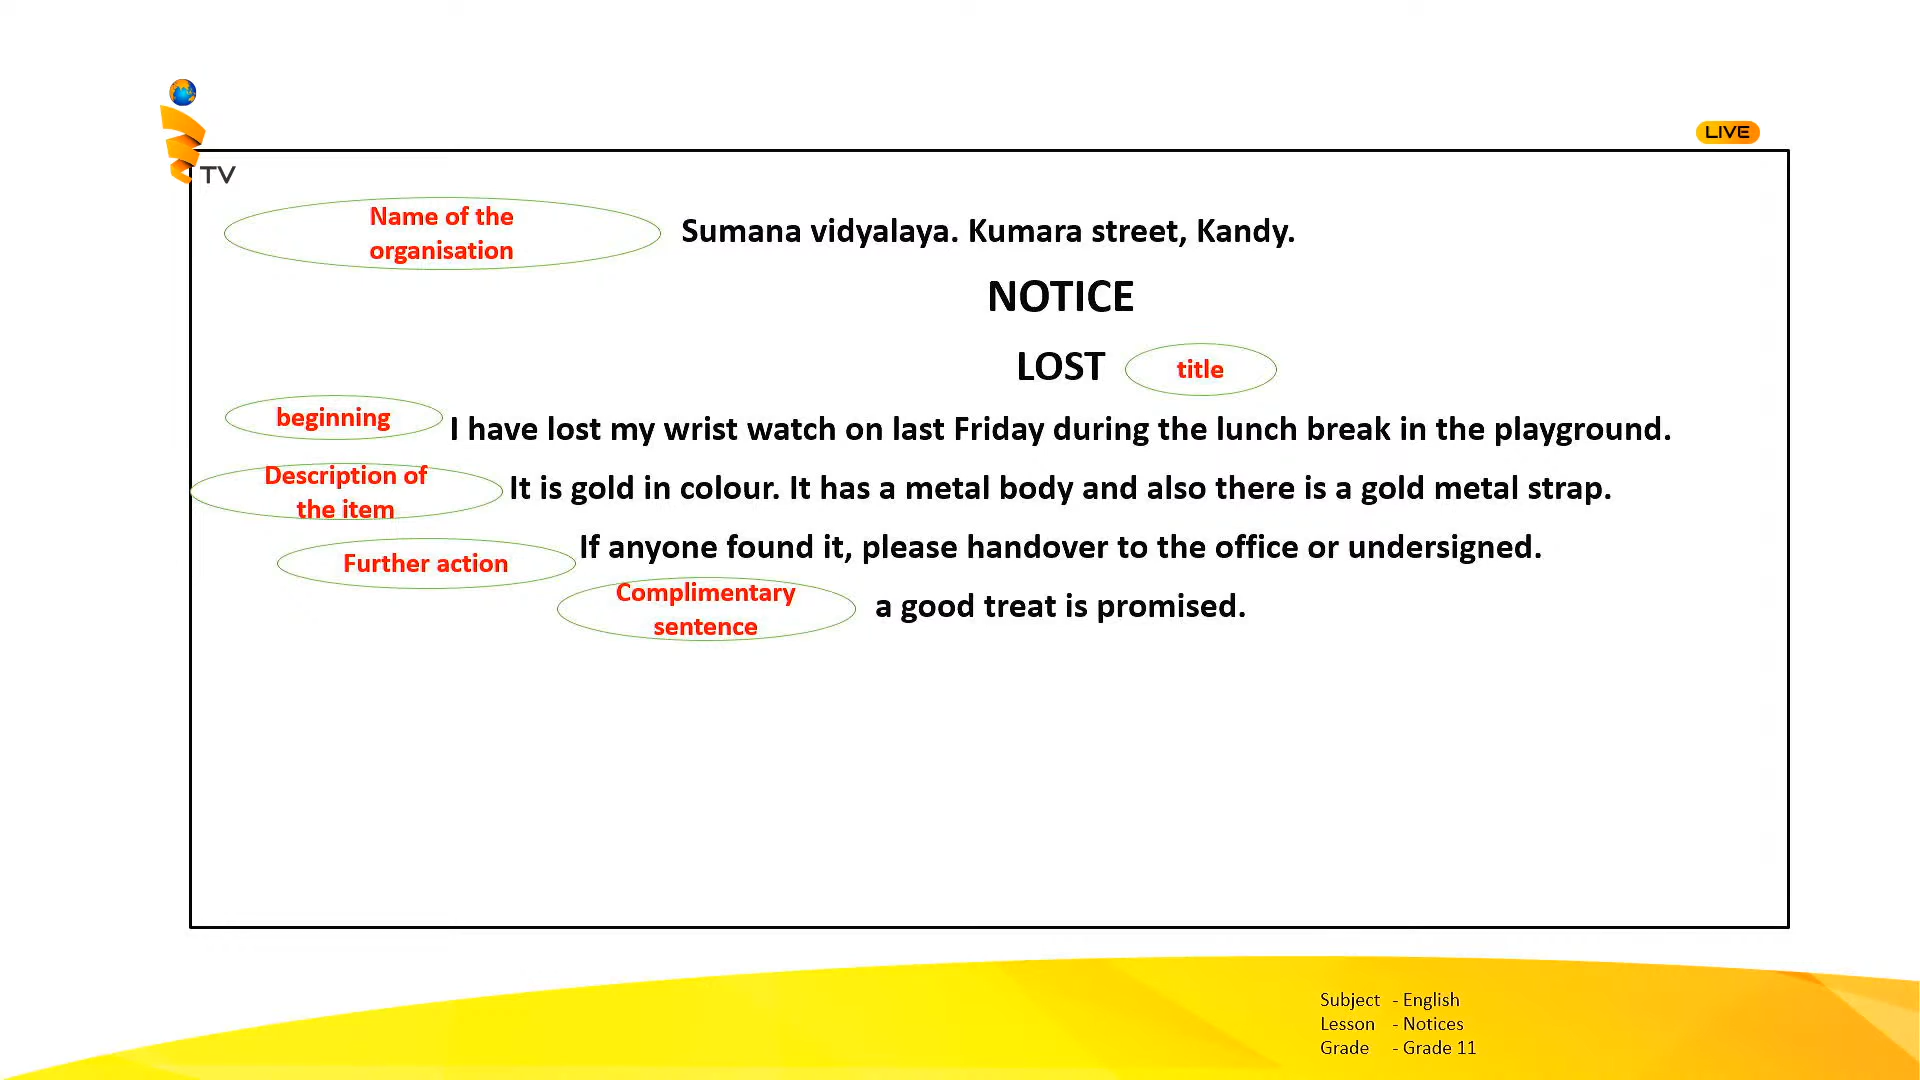 LIVE
TV
Name of the
organisation
Sumana vidyalaya. Kumara street, Kandy.
NOTICE
LOST
title
beginning
I have lost my wrist watch on last Friday during the lunch break in the playground.
Description of
the item
It is gold in colour. It has a metal body and also there is a gold metal strap.
Further action
If anyone found it, please handover to the office or undersigned.
Complimentary
sentence
a good treat is promised.
Subject - English
Lesson - Notices
Grade - Grade 11